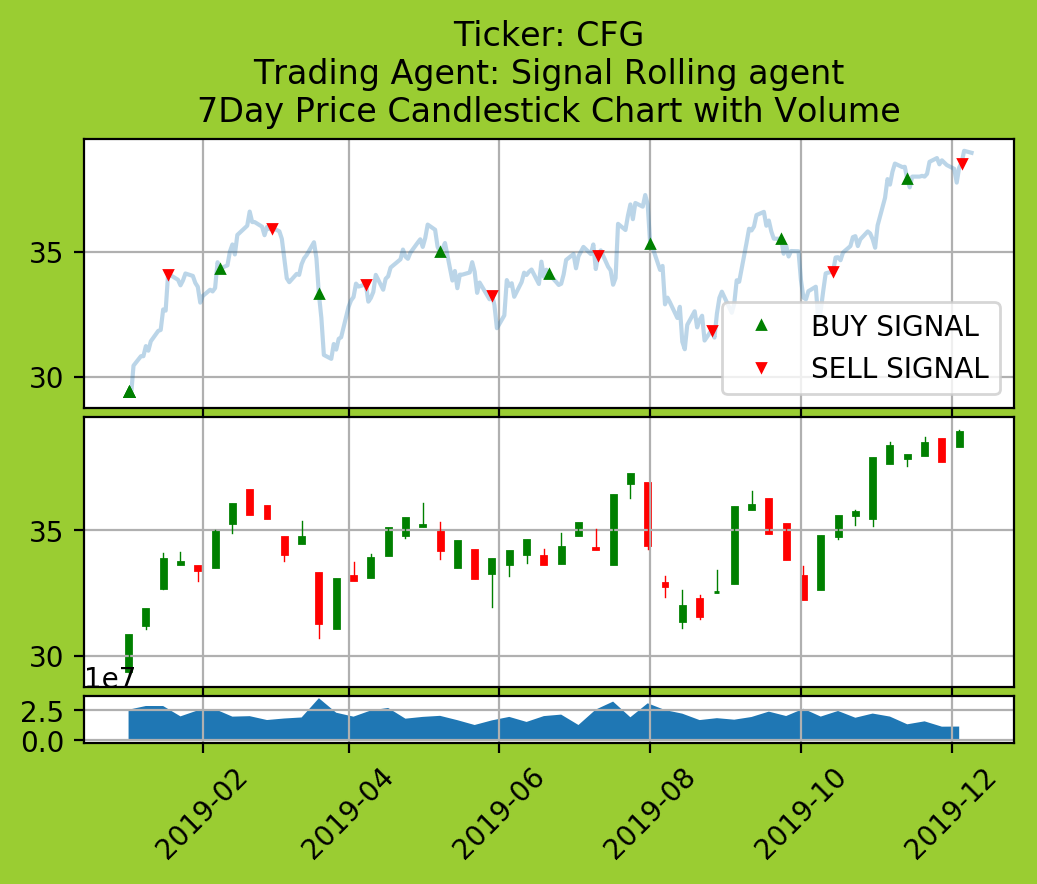 Ticker: CFG
Trading Agent: Signal Rolling agent
7Day Price Candlestick Chart with Volume
35
30
BUY SIGNAL
SELL SIGNAL
35
30
1e7
2.5
0.0
2019-02
2019-04
2019-06
2019-08
2019-10
2019-12